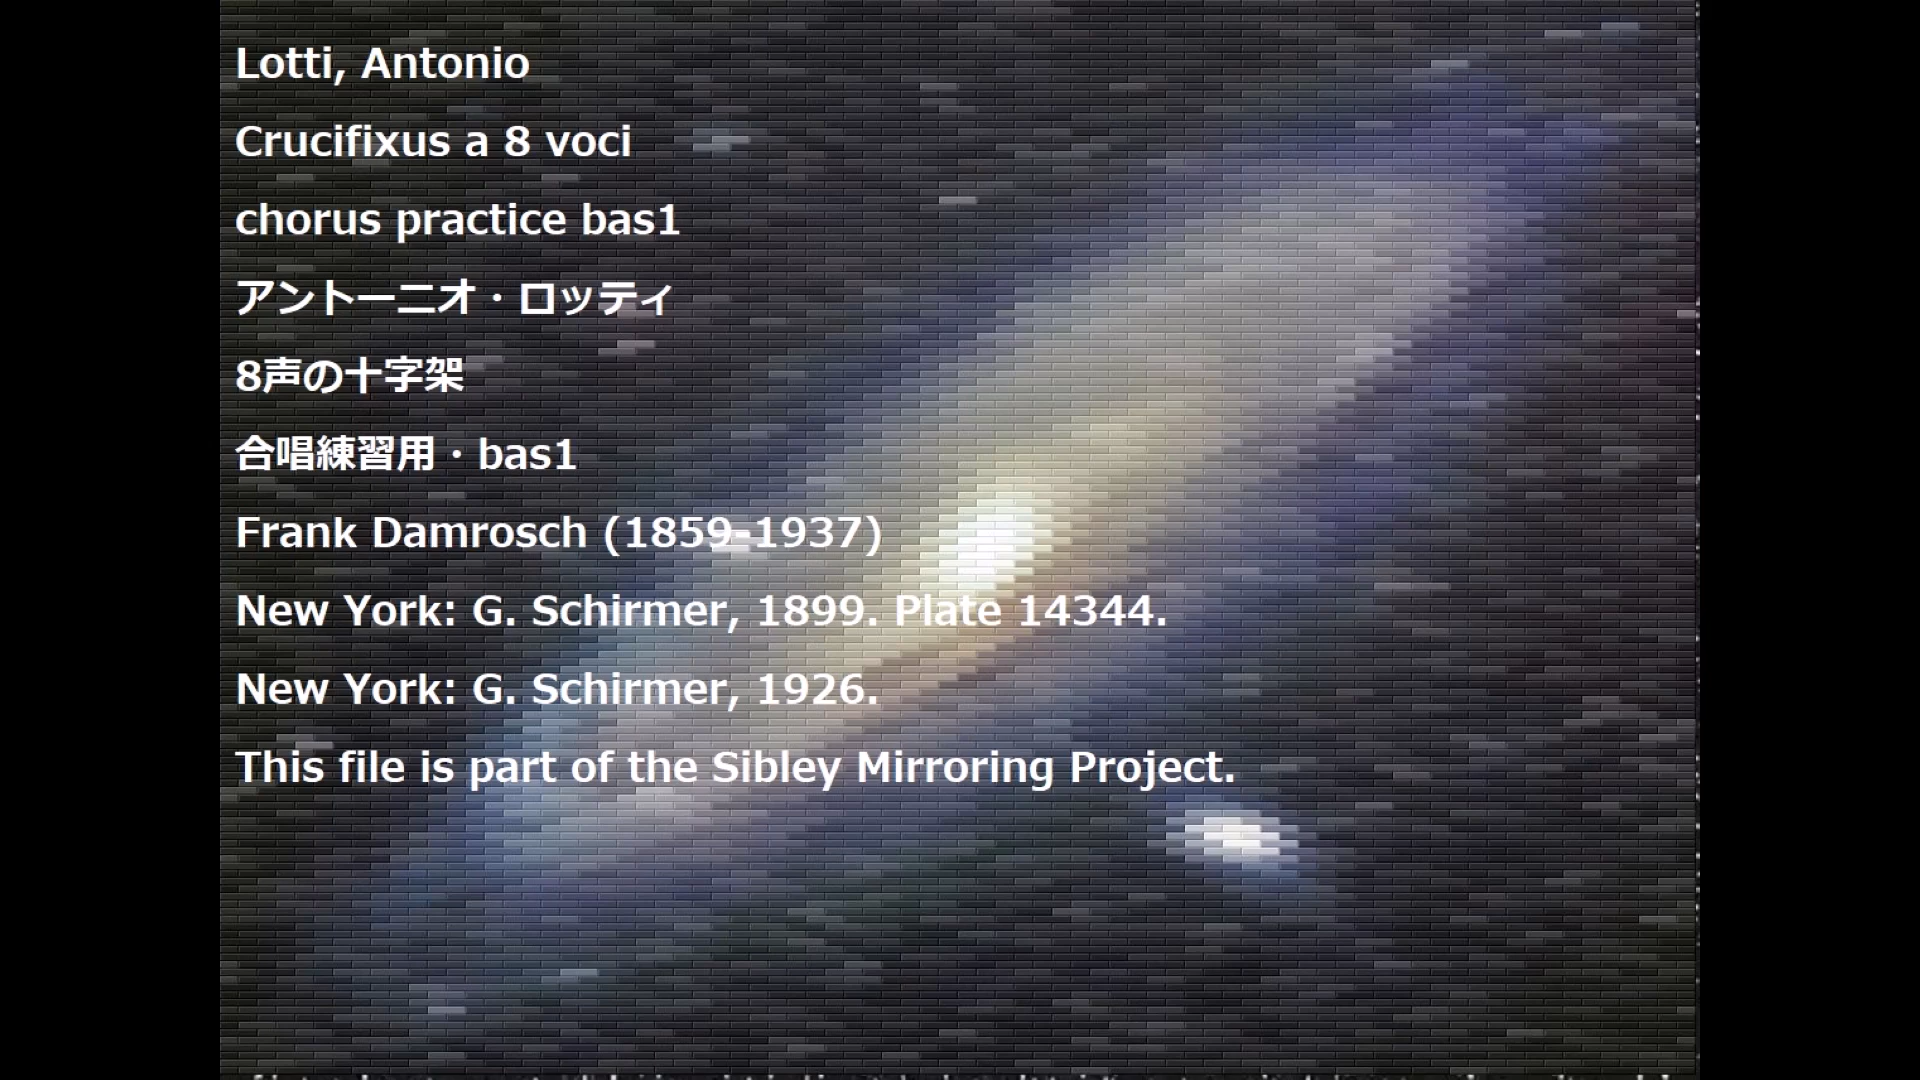 Lotti, Antonio
Crucifixus a 8 voci
chorus practice bas1
アントーニオ・ロッティ
8声の十字架
合唱練習用・bas1
Frank Damrosch (1859-1937)
New York: G. Schirmer, 1899. Plate 14344.
New York: G. Schirmer, 1926.
This file is part of the Sibley Mirroring Project.